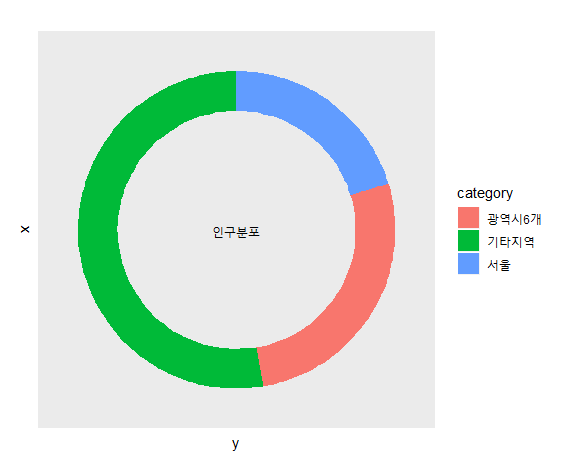 category
광역시6개
기타지역
서울
인구분포
x
y